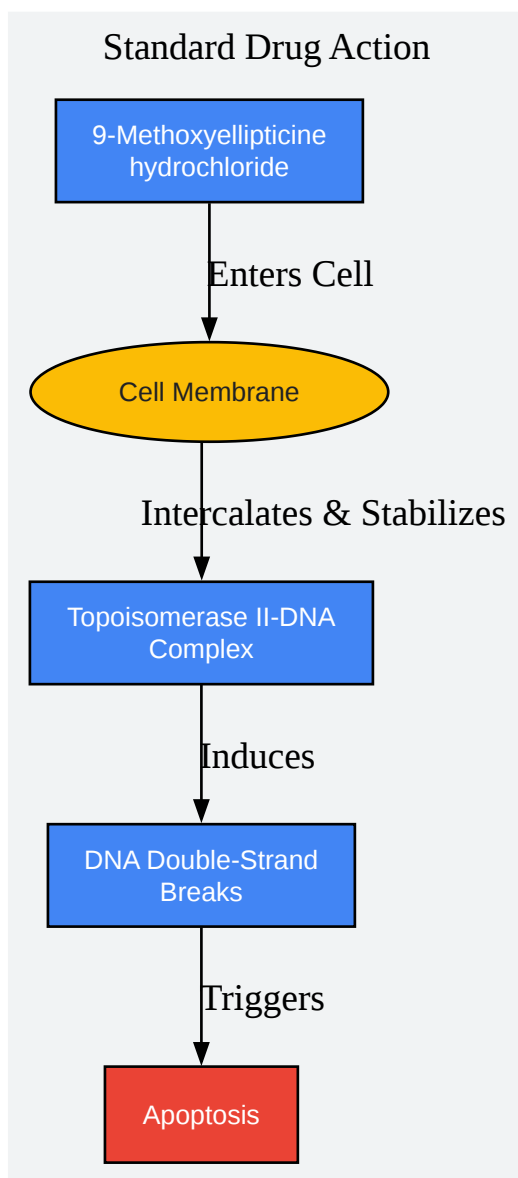 Standard Drug Action
9-Methoxyellipticine
hydrochloride
Enters Cell
Cell Membrane
Intercalates & Stabilizes
Topoisomerase II-DNA
Complex
Induces
DNA Double-Strand
Breaks
Triggers
Apoptosis